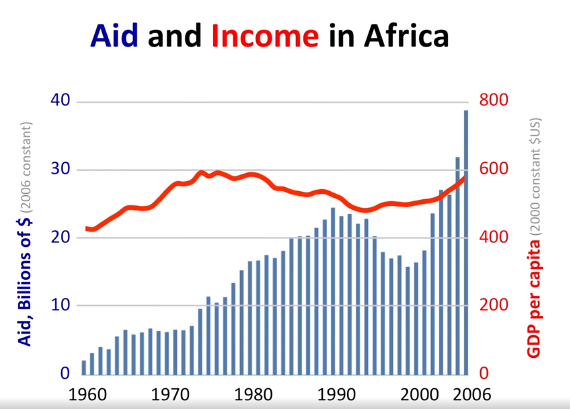 Aid and Income in Africa
Aid, Billions of $ (2006 constant)
40
30
20
10
0
800
600
400
200
0
GDP per capita (2000 constant $US)
1960 1970 1980 1990 2000 2006